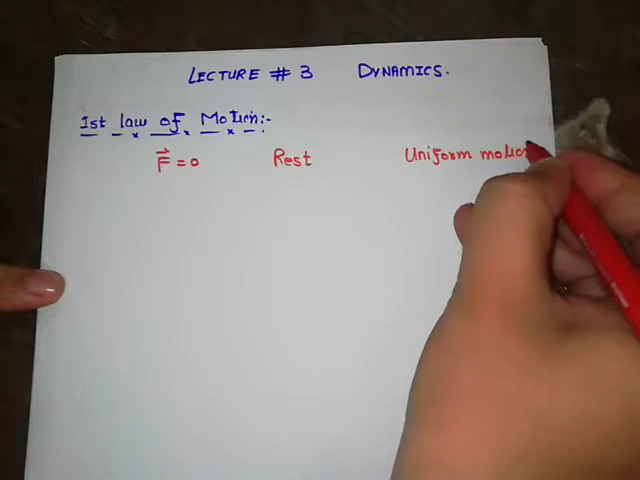 LECTURE # 3 DYNAMICS.
1st law of Motion:-
F⃗ = 0 Rest Uniform motion